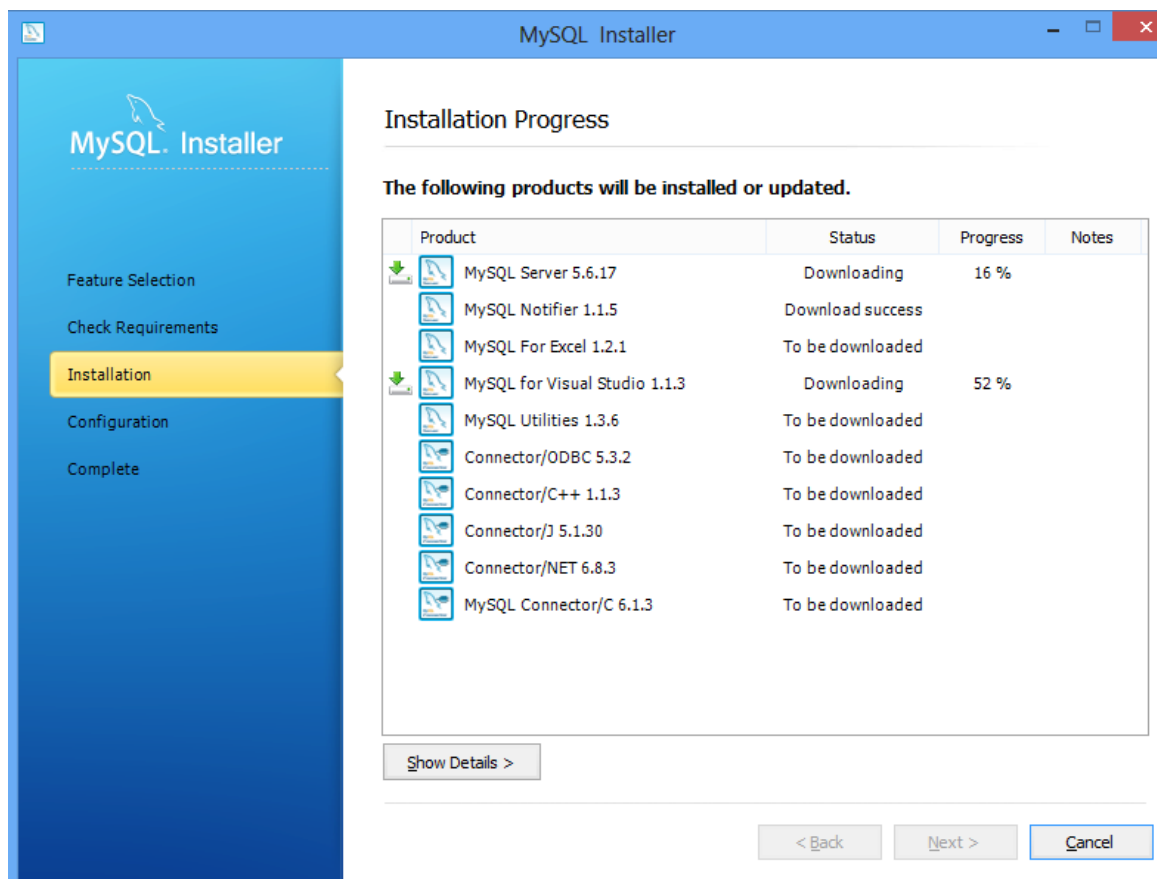 MySQL Installer
MySQL. Installer
Installation Progress
The following products will be installed or updated.
Feature Selection
Check Requirements
Installation
Configuration
Complete
Product Status Progress Notes
MySQL Server 5.6.17 Downloading 16 %
MySQL Notifier 1.1.5 Download success
MySQL For Excel 1.2.1 To be downloaded
MySQL for Visual Studio 1.1.3 Downloading 52 %
MySQL Utilities 1.3.6 To be downloaded
Connector/ODBC 5.3.2 To be downloaded
Connector/C++ 1.1.3 To be downloaded
Connector/J 5.1.30 To be downloaded
Connector/NET 6.8.3 To be downloaded
MySQL Connector/C 6.1.3 To be downloaded
Show Details >
< Back Next > Cancel